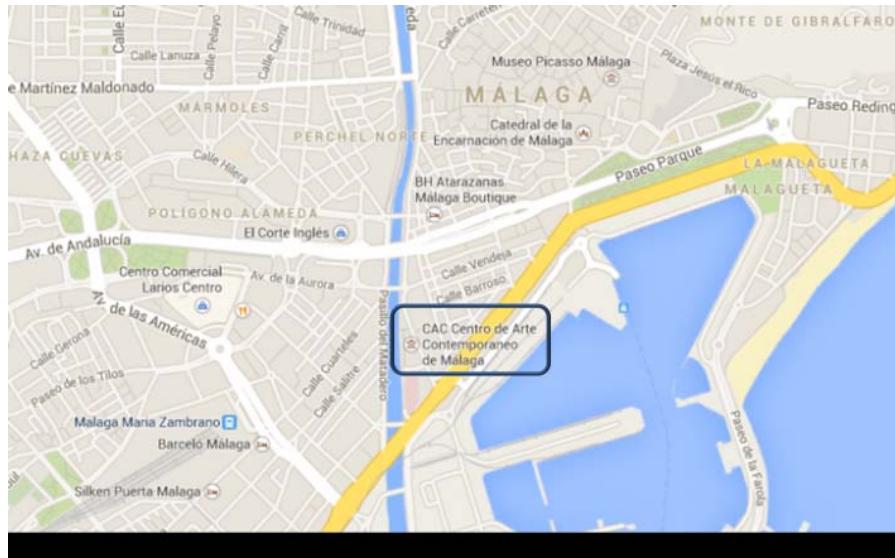 Calle Trinidad
Calle Carril
Calle Pelayo
Calle Lanuza
MONTE DE GIBRALFARO
Museo Picasso Málaga
Plaza Jesús el Rico
e Martínez Maldonado
MÁRMOLES
MÁLAGA
Paseo Reding
PERCHEL NORTE
Catedral de la
Encarnación de Málaga
HAZA CUEVAS
Calle Hilera
Paseo Parque
LA MALAGUETA
MALAGUETA
BH Atarazanas
Málaga Boutique
POLÍGONO ALAMEDA
El Corte Inglés
Av. de Andalucía
Calle Vendeja
Centro Comercial
Larios Centro
Av. de la Aurora
Calle Barroso
Av. de las Américas
Pasillo del Matadero
CAC Centro de Arte
Contemporaneo
de Málaga
Calle Gerona
Calle Cuarteles
Calle Salitre
Paseo de los Tilos
Malaga Maria Zambrano
Barceló Málaga
Paseo de la Farola
Silken Puerta Malaga